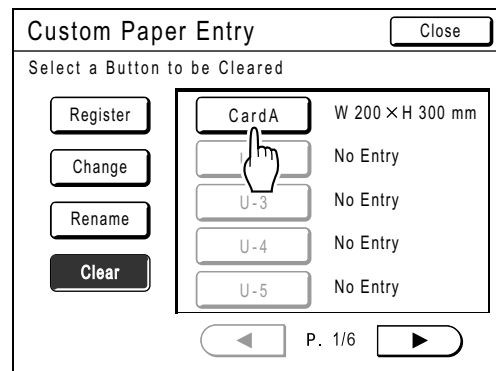 Custom Paper Entry
Close
Select a Button to be Cleared
Register
Change
Rename
Clear
CardA W 200×H 300 mm
No Entry
U-3 No Entry
U-4 No Entry
U-5 No Entry
P. 1/6